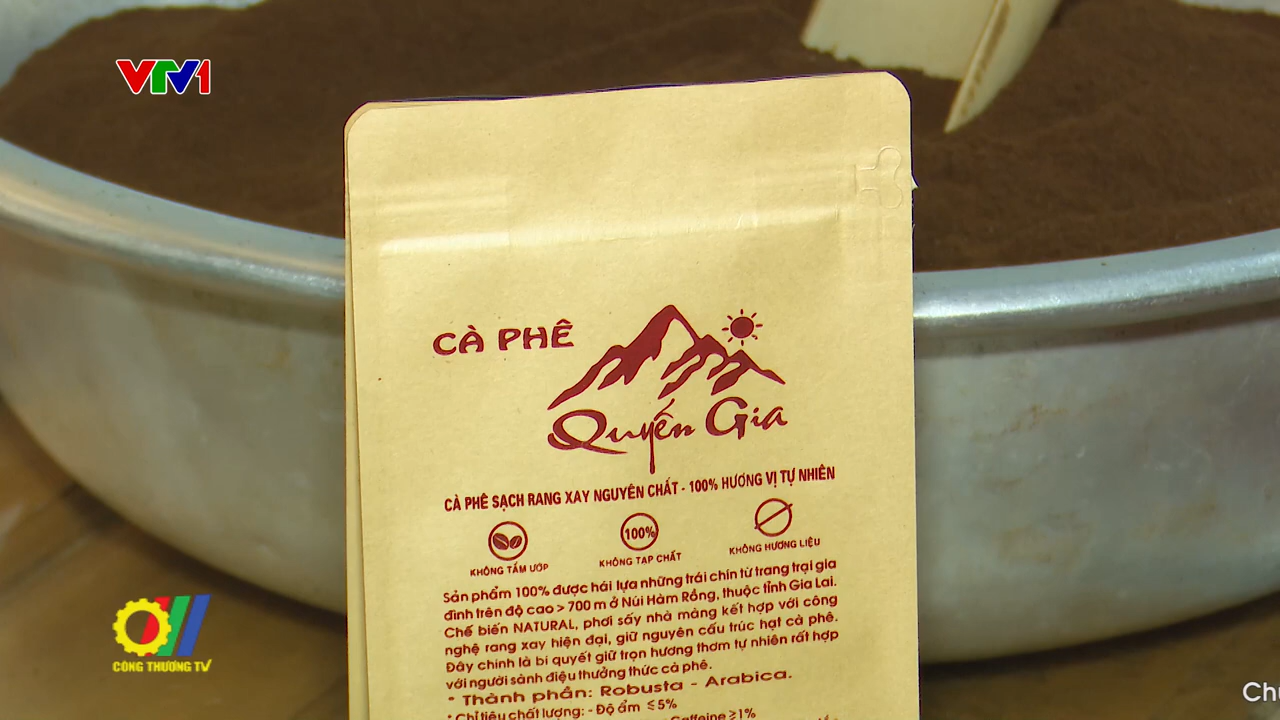 VTV1
CÀ PHÊ
Quyến Gia
CÀ PHÊ SẠCH RANG XAY NGUYÊN CHẤT - 100% HƯƠNG VỊ TỰ NHIÊN
100%
KHÔNG TẨM ƯỚP
KHÔNG TẠP CHẤT
KHÔNG HƯƠNG LIỆU
Sản phẩm 100% được hái lựa những trái chín từ trang trại gia
đình trên độ cao > 700 m ở Núi Hàm Rồng, thuộc tỉnh Gia Lai.
Chế biến NATURAL, phơi sấy nhà màng kết hợp với công
nghệ rang xay hiện đại, giữ nguyên cấu trúc hạt cà phê.
Đây chính là bí quyết giữ trọn hương thơm tự nhiên rất hợp
với người sành điệu thưởng thức cà phê.
* Thành phần: Robusta - Arabica.
* Chỉ tiêu chất lượng: - Độ ẩm ≤5%
Caffeine ≥1%
CÔNG THƯƠNG TV